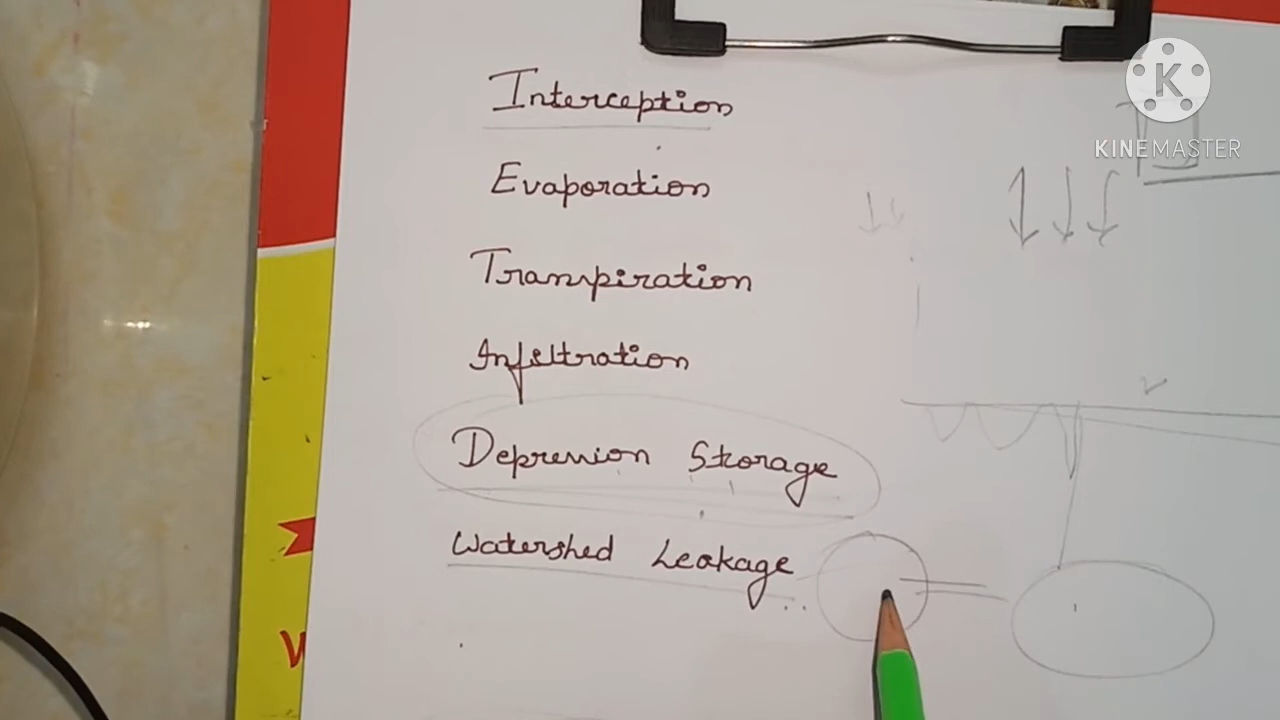 Interception
K
KINEMASTER
Evaporation
Transpiration
Infiltration
Depression Storage
Watershed Leakage
W